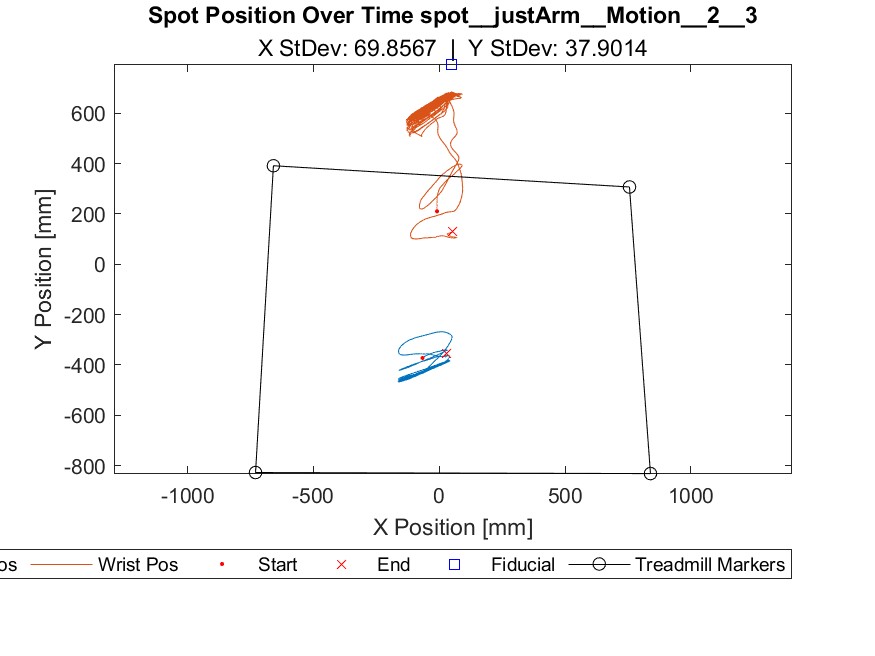 Spot Position Over Time spot__justArm__Motion__2__3
X StDev: 69.8567 | Y StDev: 37.9014
600
400
200
0
-200
-400
-600
-800
Y Position [mm]
-1000 -500 0 500 1000
X Position [mm]
os Wrist Pos Start End Fiducial Treadmill Markers